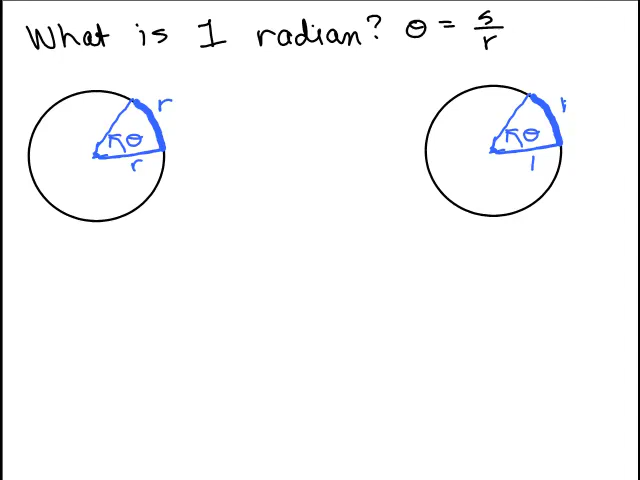 What is 1 radian? θ = s/r
r
θ
r
θ
1